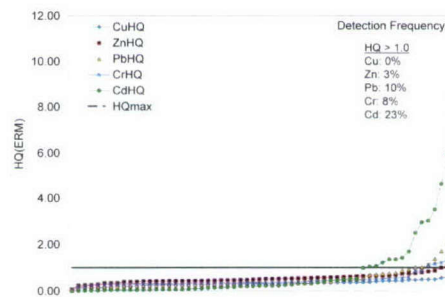 12.00
10.00
8.00
6.00
4.00
2.00
0.00
HQ(ERM)
CuHQ
ZnHQ
PbHQ
CrHQ
CdHQ
HQmax
Detection Frequency
HQ > 1.0
Cu: 0%
Zn: 3%
Pb: 10%
Cr: 8%
Cd: 23%